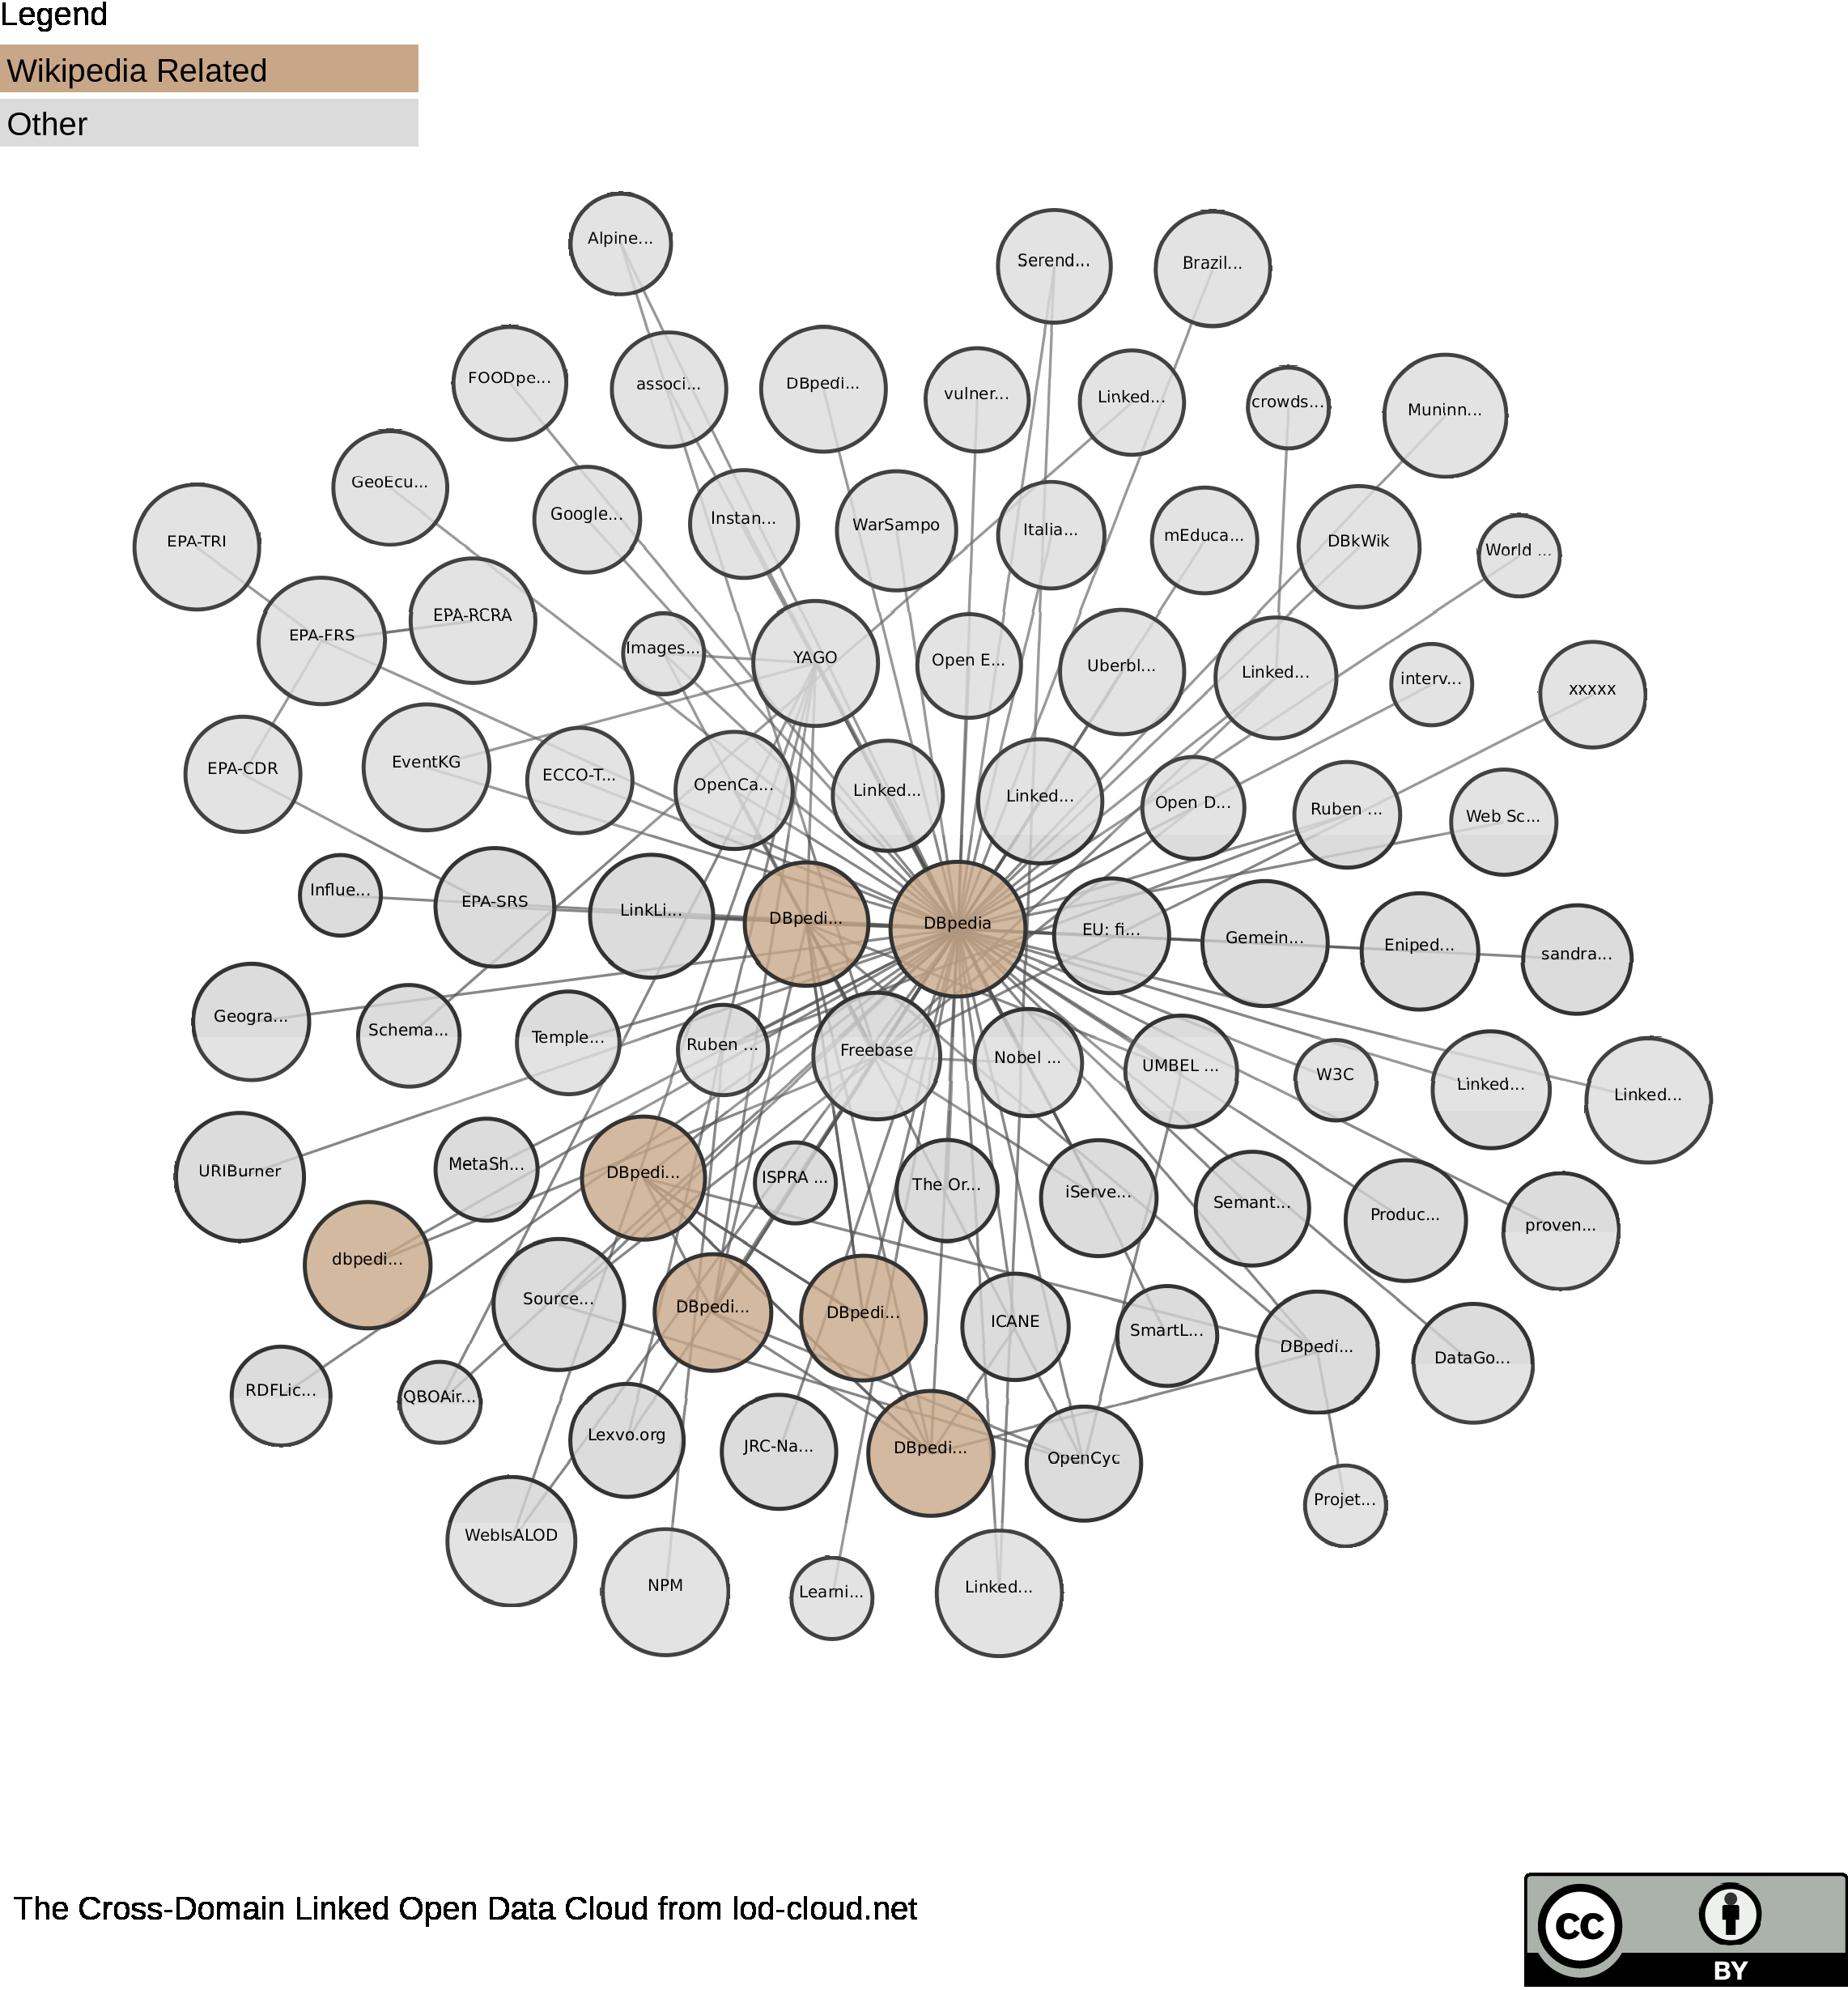 Legend
Wikipedia Related
Other
Alpine...
Serend...
Brazil...
FOODpe...
associ...
DBpedi...
vulner...
Linked...
crowds...
Muninn...
GeoEcu...
Google...
Instan...
WarSampo
Italia...
mEduca...
DBkWik
World ...
EPA-TRI
EPA-FRS
EPA-RCRA
Images...
YAGO
Open E...
Uberbl...
Linked...
interv...
xxxxx
EPA-CDR
EventKG
ECCO-T...
OpenCa...
Linked...
Linked...
Open D...
Ruben ...
Web Sc...
Influe...
EPA-SRS
LinkLi...
DBpedi...
DBpedia
EU: fi...
Gemein...
Eniped...
sandra...
Geogra...
Schema...
Temple...
Ruben ...
Freebase
Nobel ...
UMBEL ...
W3C
Linked...
Linked...
URIBurner
MetaSh...
DBpedi...
ISPRA ...
The Or...
iServe...
Semant...
Produc...
proven...
dbpedi...
Source...
DBpedi...
DBpedi...
ICANE
SmartL...
DBpedi...
DataGo...
RDFLic...
QBOAir...
Lexvo.org
JRC-Na...
DBpedi...
OpenCyc
Projet...
WebIsALOD
NPM
Learni...
Linked...
The Cross-Domain Linked Open Data Cloud from lod-cloud.net
cc
BY